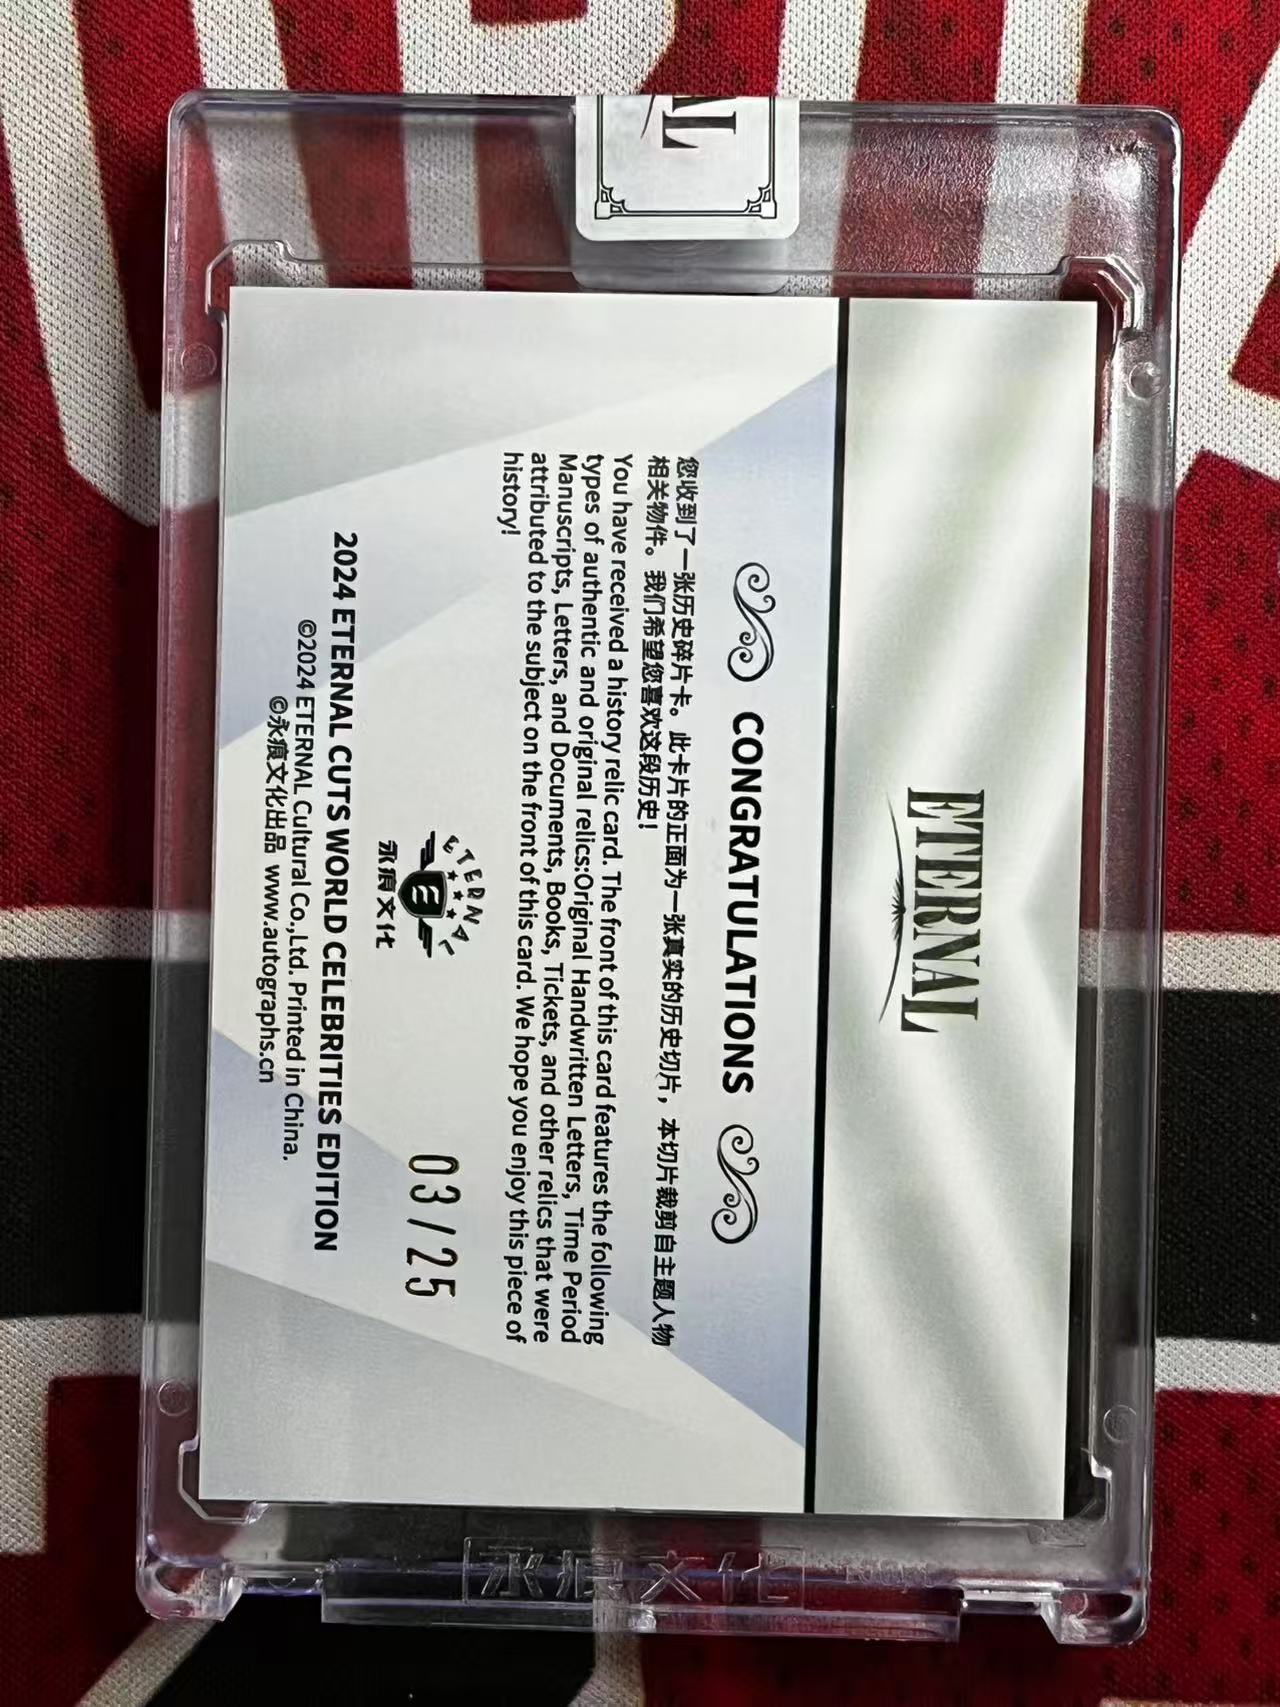 AL
ETERNAL
CONGRATULATIONS
您收到了一张历史碎片卡。此卡片的正面为一张真实的历史切片，本切片裁剪自主题人物
相关物件。我们希望您喜欢这段历史！
You have received a history relic card. The front of this card features the following
types of authentic and original relics:Original Handwritten Letters, Time Period
Manuscripts, Letters, and Documents, Books, Tickets, and other relics that were
attributed to the subject on the front of this card. We hope you enjoy this piece of
history!
ETERNAL
E
永痕文化
03/25
2024 ETERNAL CUTS WORLD CELEBRITIES EDITION
©2024 ETERNAL Cultural Co.,Ltd. Printed in China.
©永痕文化出品 www.autographs.cn
永痕文化